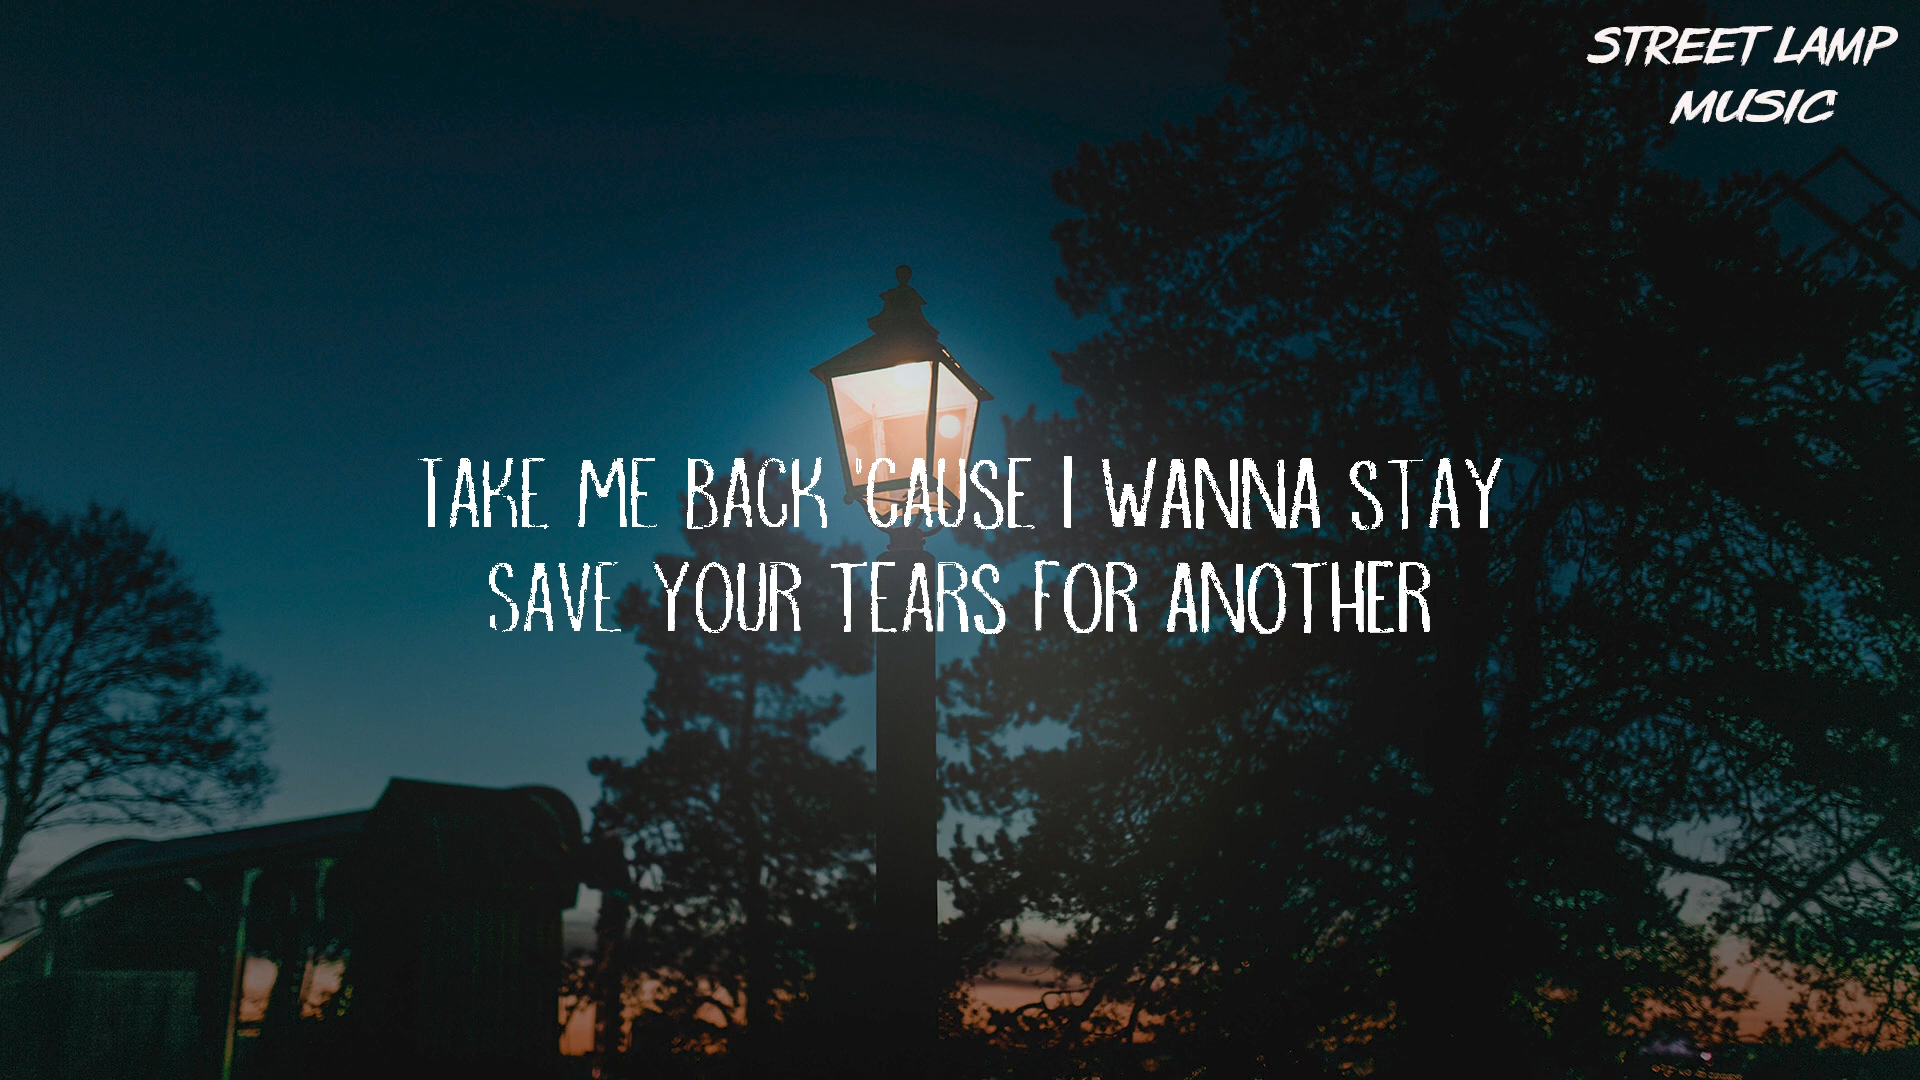 STREET LAMP
MUSIC
TAKE ME BACK 'CAUSE I WANNA STAY
SAVE YOUR TEARS FOR ANOTHER